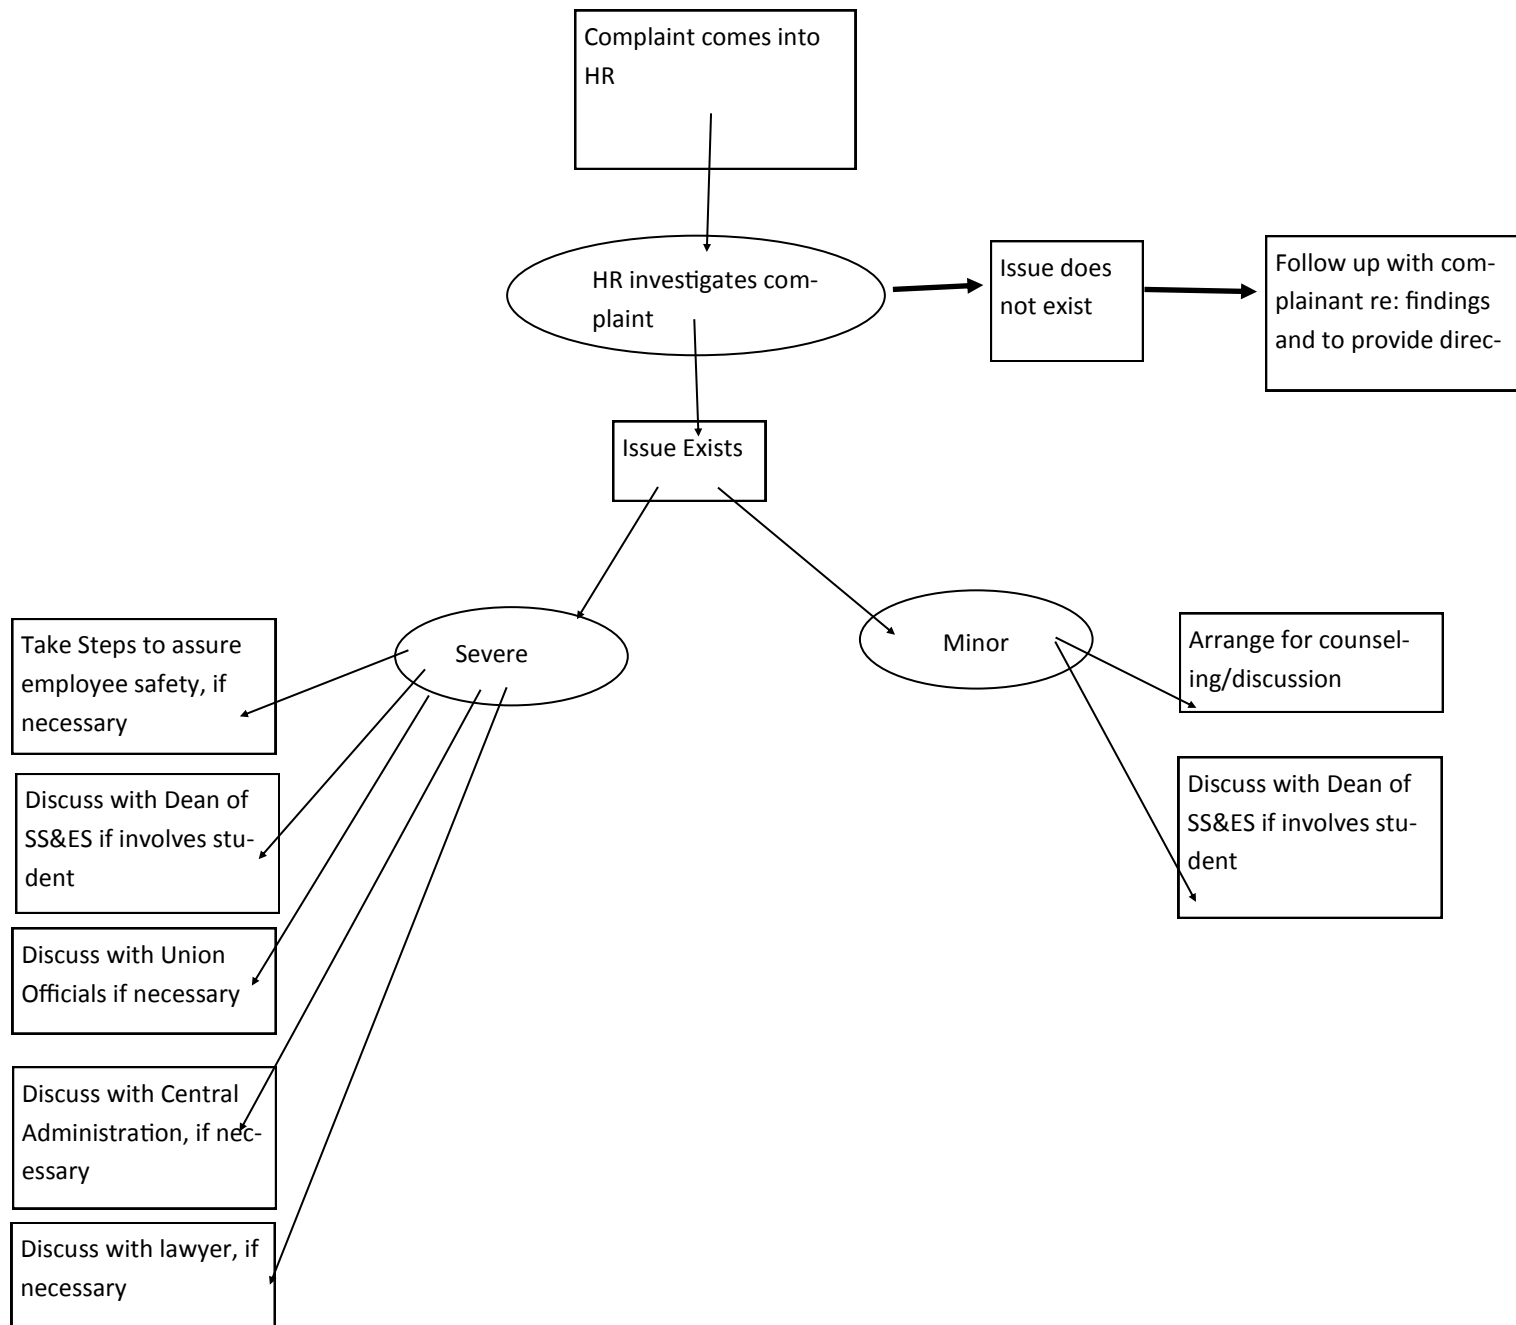 Complaint comes into
HR
HR investigates com-
plaint
Issue does
not exist
Follow up with com-
plainant re: findings
and to provide direc-
Issue Exists
Severe
Minor
Take Steps to assure
employee safety, if
necessary
Discuss with Dean of
SS&ES if involves stu-
dent
Discuss with Union
Officials if necessary
Discuss with Central
Administration, if nec-
essary
Discuss with lawyer, if
necessary
Arrange for counsel-
ing/discussion
Discuss with Dean of
SS&ES if involves stu-
dent